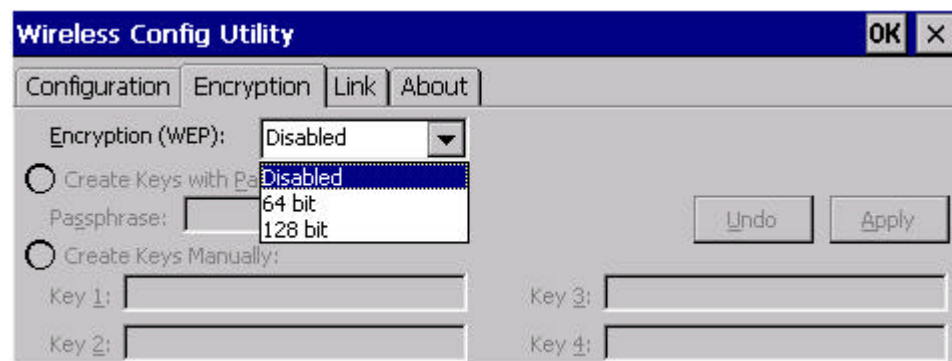 Wireless Config Utility OK ×
Configuration Encryption Link About
Encryption (WEP): Disabled
Create Keys with Pa Disabled
64 bit
Passphrase: Undo Apply
128 bit
Create Keys Manually:
Key 1: Key 3:
Key 2: Key 4: